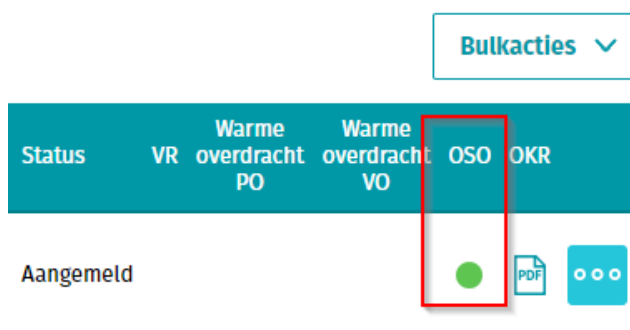 Bulkacties
Status VR Warme overdracht PO Warme overdracht VO OSO OKR
Aangemeld PDF